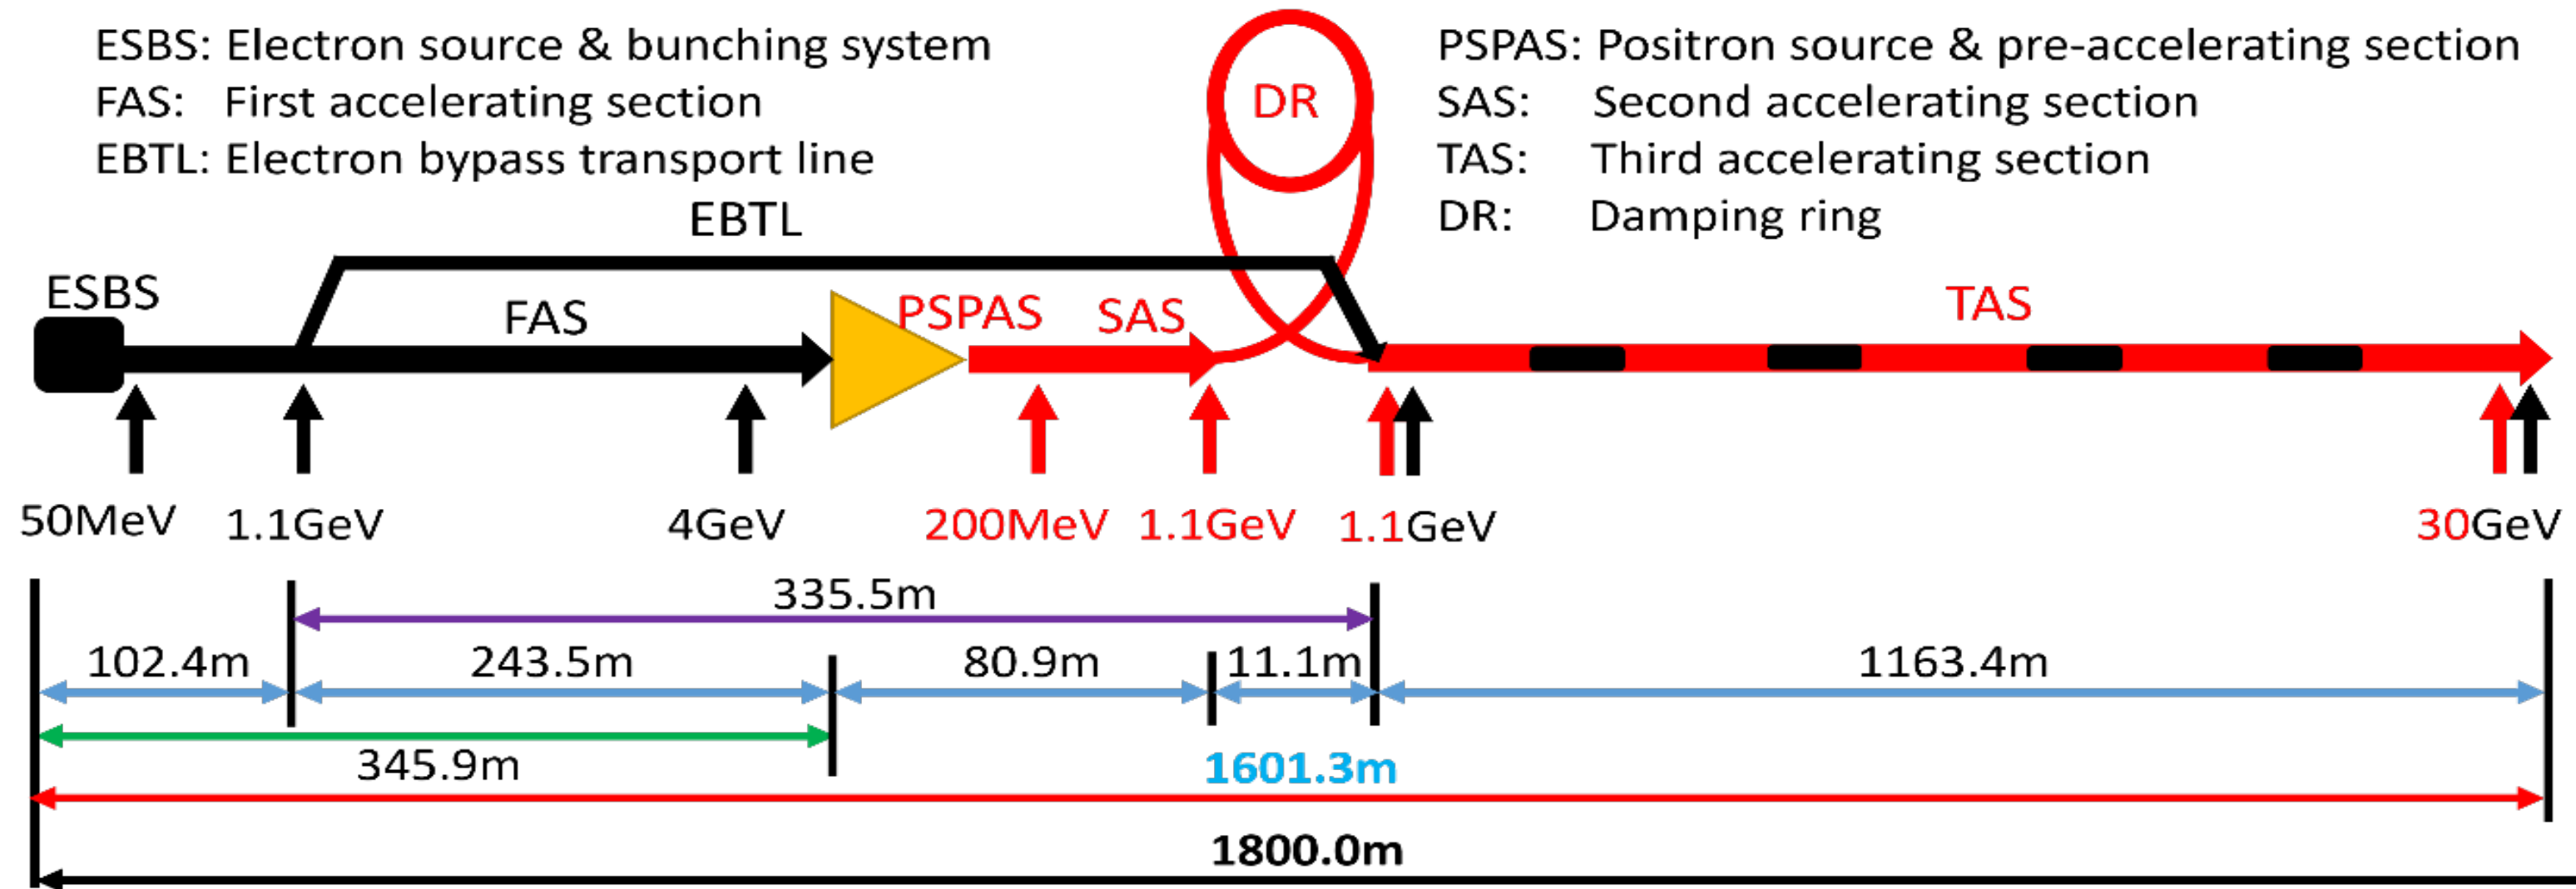 ESBS: Electron source & bunching system
FAS: First accelerating section
EBTL: Electron bypass transport line
PSPAS: Positron source & pre-accelerating section
SAS: Second accelerating section
TAS: Third accelerating section
DR: Damping ring
DR
EBTL
ESBS
FAS
PSPAS
SAS
TAS
50MeV
1.1GeV
4GeV
200MeV
1.1GeV
1.1GeV
30GeV
335.5m
102.4m
243.5m
80.9m
11.1m
1163.4m
345.9m
1601.3m
1800.0m